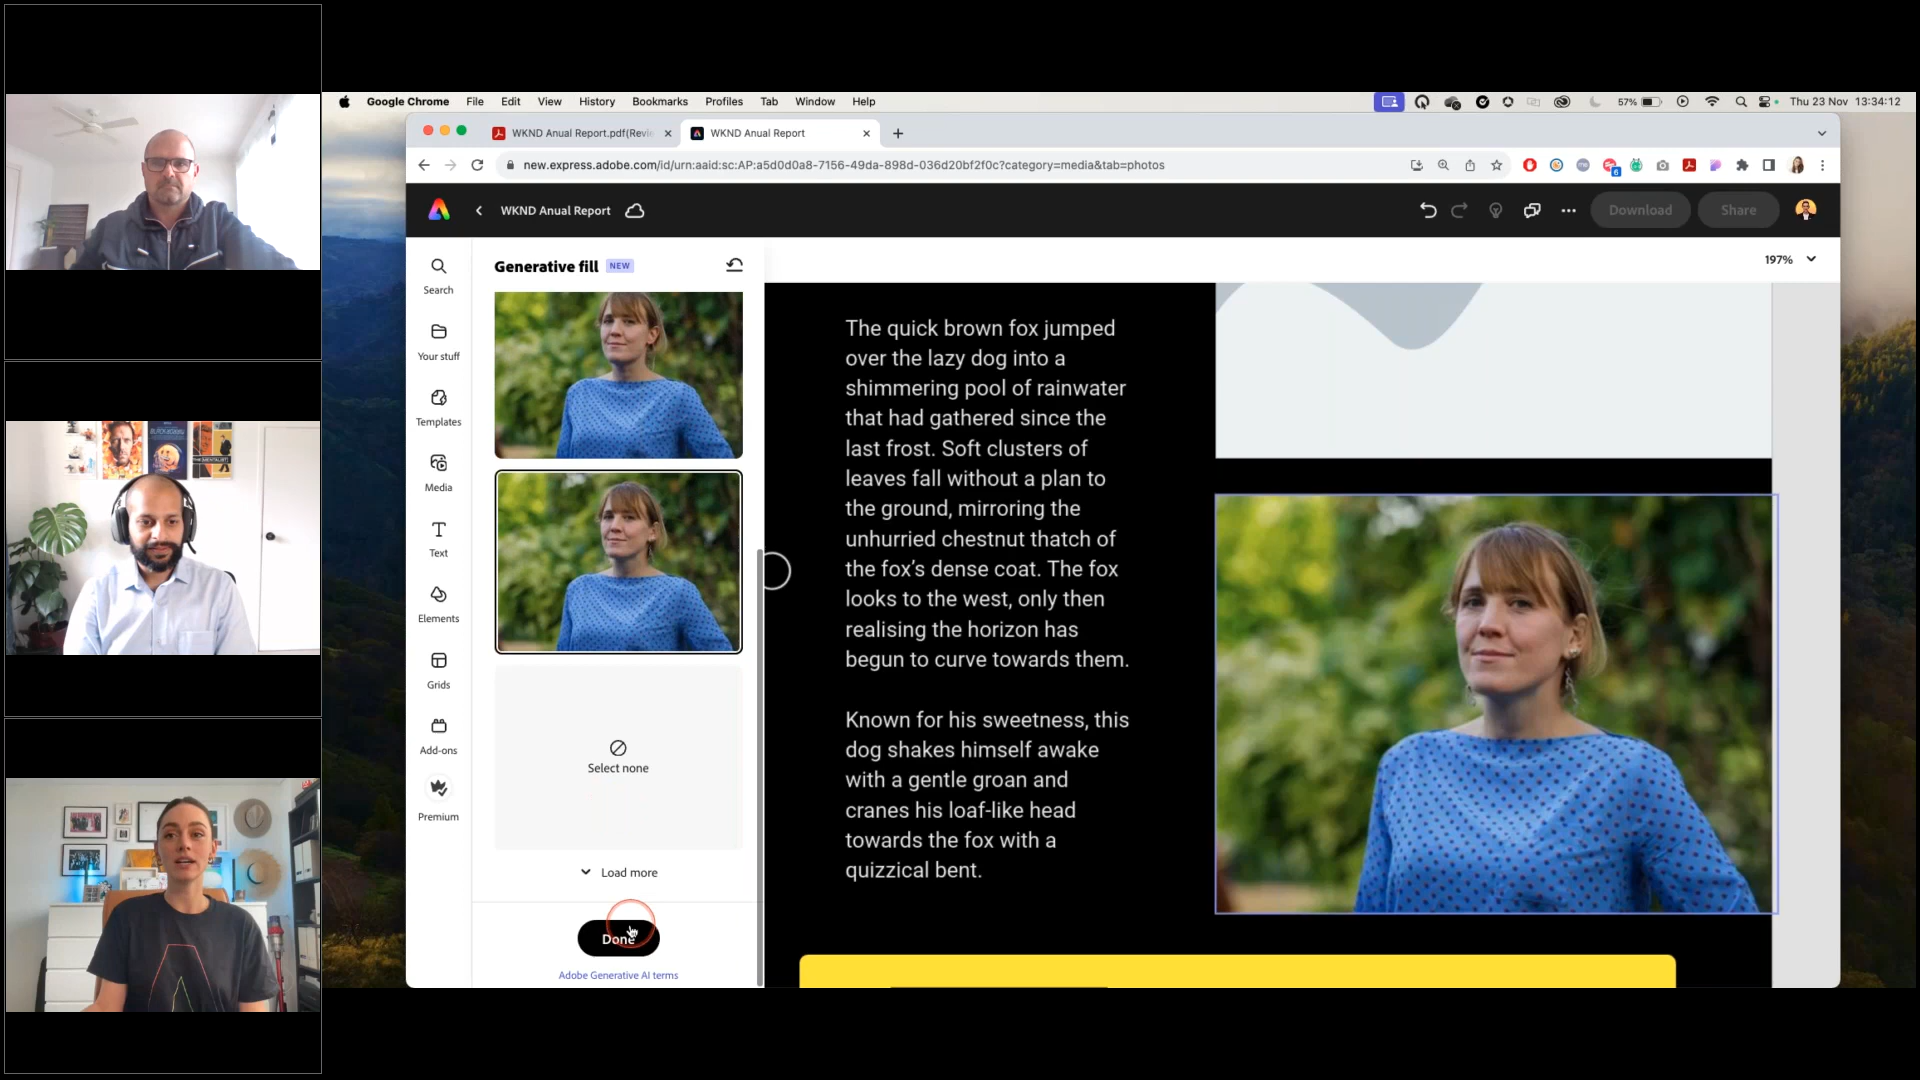 Google Chrome File Edit View History Bookmarks Profiles Tab Window Help
57% Thu 23 Nov 13:34:12
WKND Anual Report.pdf(Revi
WKND Anual Report
new.express.adobe.com/id/urn:aaid:sc:AP:a5d0d0a8-7156-49da-898d-036d20bf2f0c?category=media&tab=photos
6
WKND Anual Report
Download
Share
197%
Search
Your stuff
Templates
Media
Text
Elements
Grids
Add-ons
Premium
Generative fill NEW
Select none
Load more
Done
Adobe Generative AI terms
The quick brown fox jumped
over the lazy dog into a
shimmering pool of rainwater
that had gathered since the
last frost. Soft clusters of
leaves fall without a plan to
the ground, mirroring the
unhurried chestnut thatch of
the fox’s dense coat. The fox
looks to the west, only then
realising the horizon has
begun to curve towards them.
Known for his sweetness, this
dog shakes himself awake
with a gentle groan and
cranes his loaf-like head
towards the fox with a
quizzical bent.